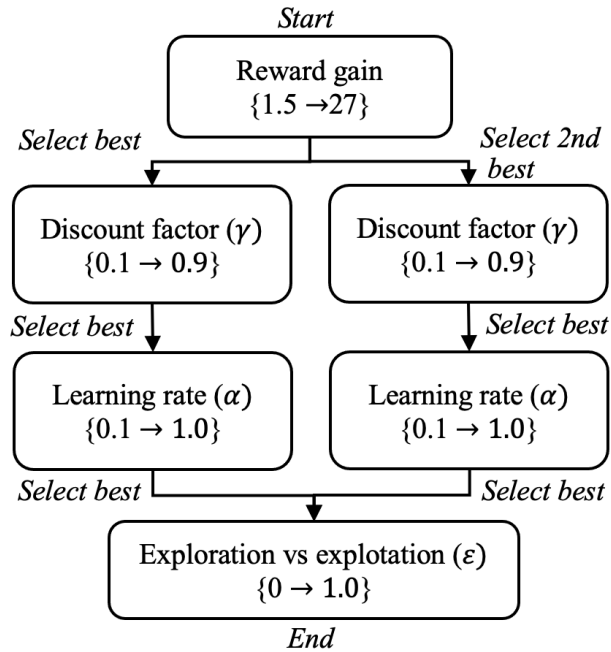 Start
Reward gain
{1.5 →27}
Select best
Select 2nd
best
Discount factor (γ)
{0.1 → 0.9}
Discount factor (γ)
{0.1 → 0.9}
Select best
Select best
Learning rate (α)
{0.1 → 1.0}
Learning rate (α)
{0.1 → 1.0}
Select best
Select best
Exploration vs explotation (ε)
{0 → 1.0}
End